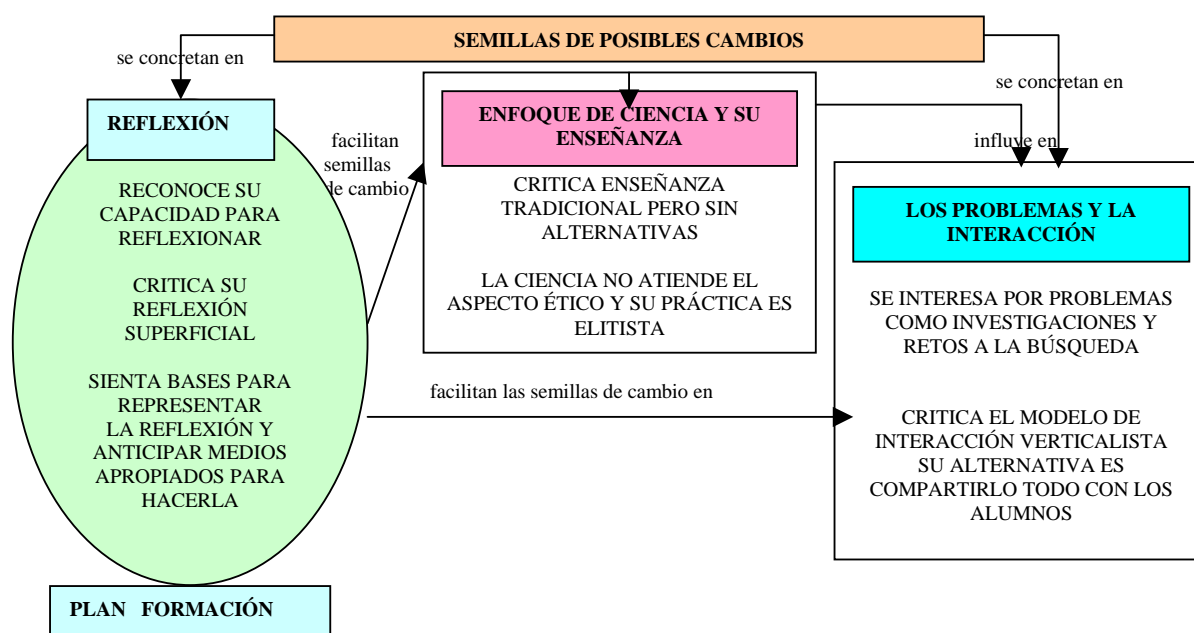 SEMILLAS DE POSIBLES CAMBIOS
se concretan en
se concretan en
REFLEXIÓN
RECONOCE SU
CAPACIDAD PARA
REFLEXIONAR
CRITICA SU
REFLEXIÓN
SUPERFICIAL
SIENTA BASES PARA
REPRESENTAR
LA REFLEXIÓN Y
ANTICIPAR MEDIOS
APROPIADOS PARA
HACERLA
PLAN FORMACIÓN
facilitan
semillas
de cambio
ENFOQUE DE CIENCIA Y SU
ENSEÑANZA
CRITICA ENSEÑANZA
TRADICIONAL PERO SIN
ALTERNATIVAS
LA CIENCIA NO ATIENDE EL
ASPECTO ÉTICO Y SU PRÁCTICA ES
ELITISTA
facilitan las semillas de cambio en
influye en
LOS PROBLEMAS Y LA
INTERACCIÓN
SE INTERESA POR PROBLEMAS
COMO INVESTIGACIONES Y
RETOS A LA BÚSQUEDA
CRITICA EL MODELO DE
INTERACCIÓN VERTICALISTA
SU ALTERNATIVA ES
COMPARTIRLO TODO CON LOS
ALUMNOS